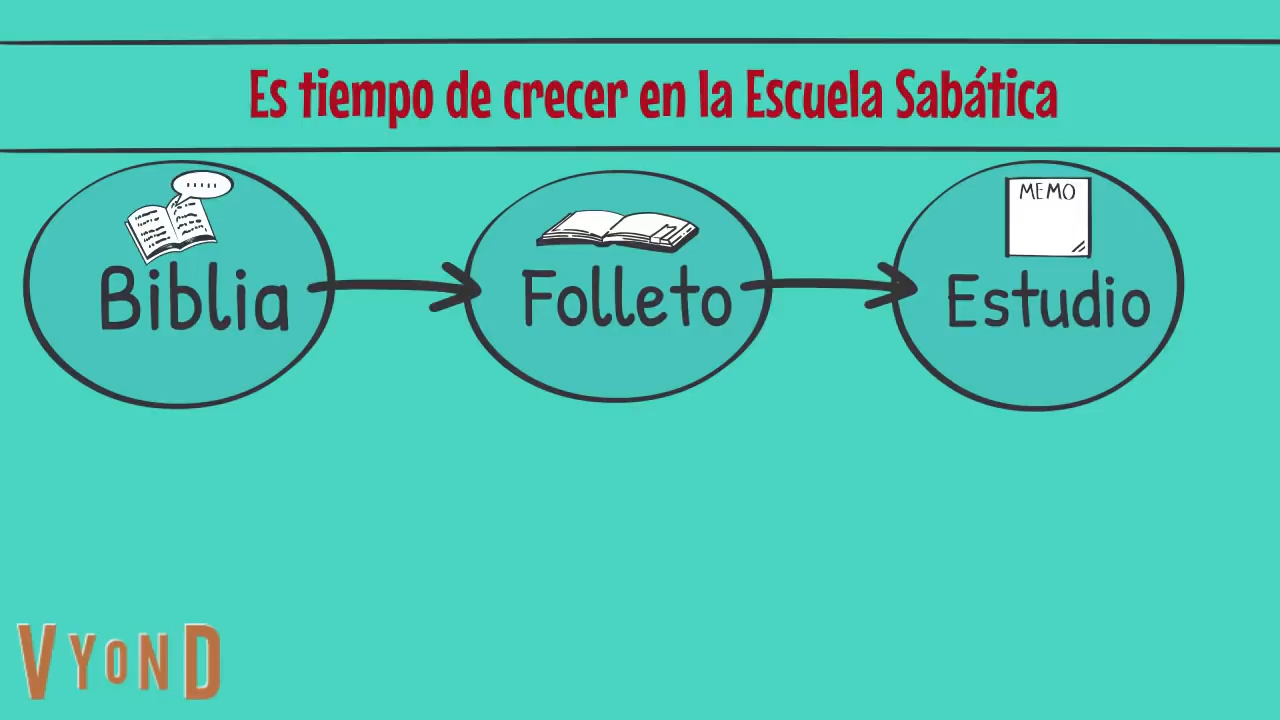 Es tiempo de crecer en la Escuela Sabática
MEMO
Biblia
Folleto
Estudio
VYOND